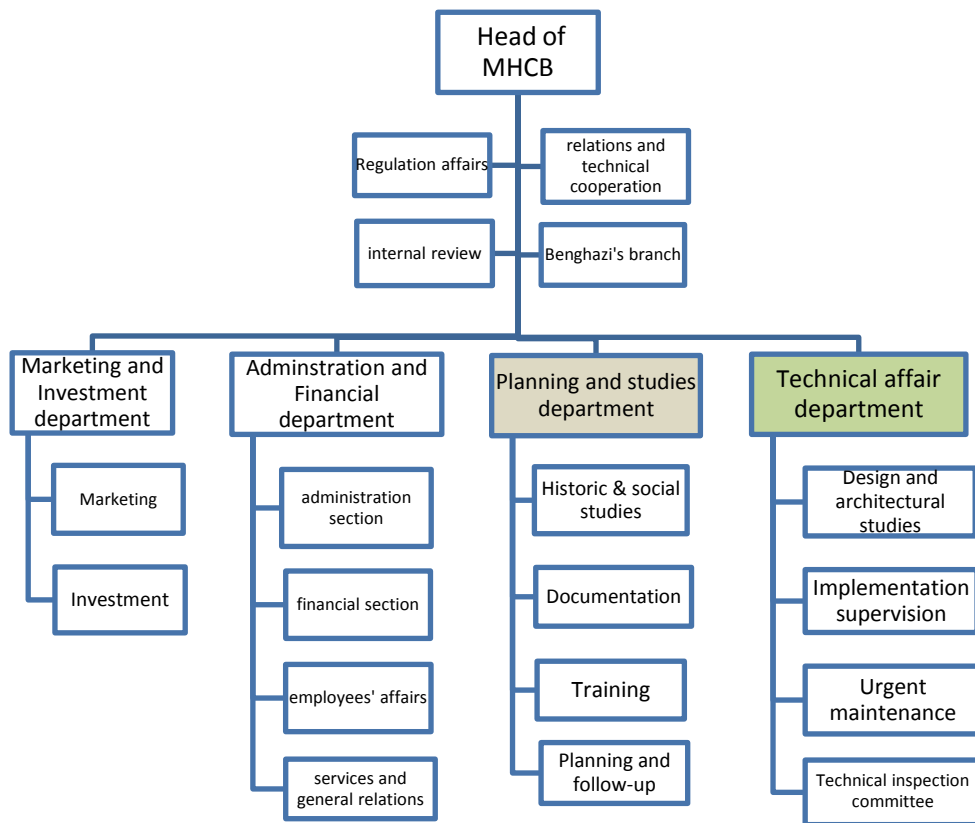 Head of
MHCB
Regulation affairs
relations and
technical
cooperation
internal review
Benghazi's branch
Marketing and
Investment
department
Marketing
Investment
Adminstration and
Financial
department
administration
section
financial section
employees' affairs
services and
general relations
Planning and studies
department
Historic & social
studies
Documentation
Training
Planning and
follow-up
Technical affair
department
Design and
architectural
studies
Implementation
supervision
Urgent
maintenance
Technical inspection
committee